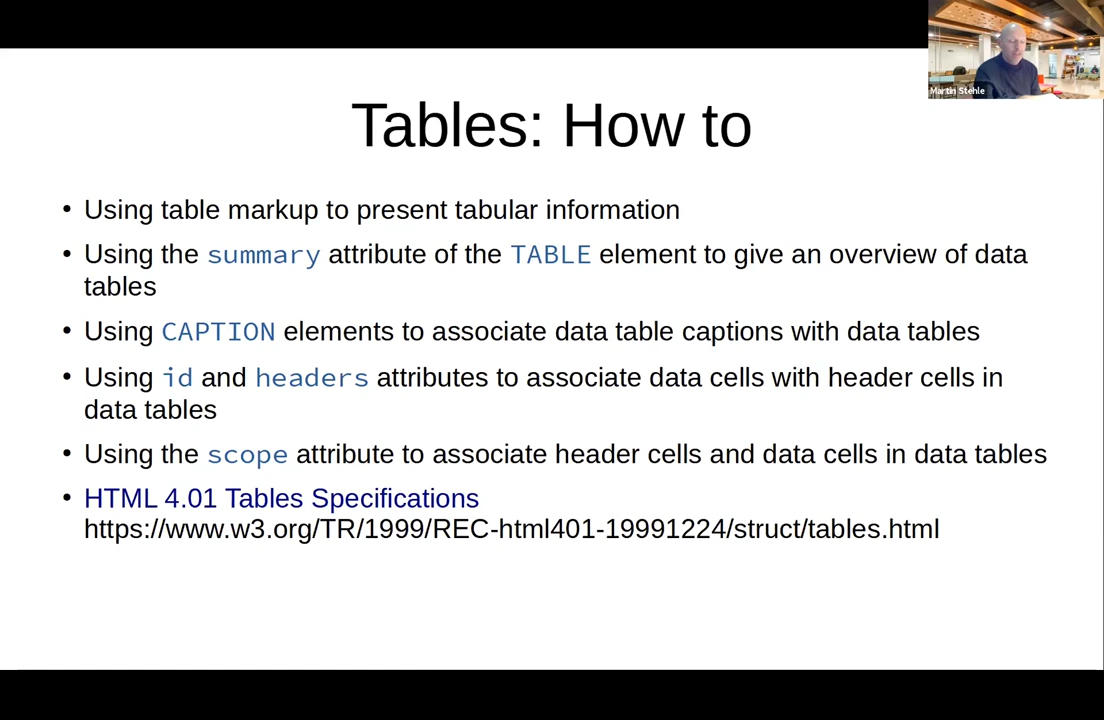 Martin Stehle
Tables: How to
• Using table markup to present tabular information
• Using the summary attribute of the TABLE element to give an overview of data
tables
• Using CAPTION elements to associate data table captions with data tables
• Using id and headers attributes to associate data cells with header cells in
data tables
• Using the scope attribute to associate header cells and data cells in data tables
• HTML 4.01 Tables Specifications
https://www.w3.org/TR/1999/REC-html401-19991224/struct/tables.html